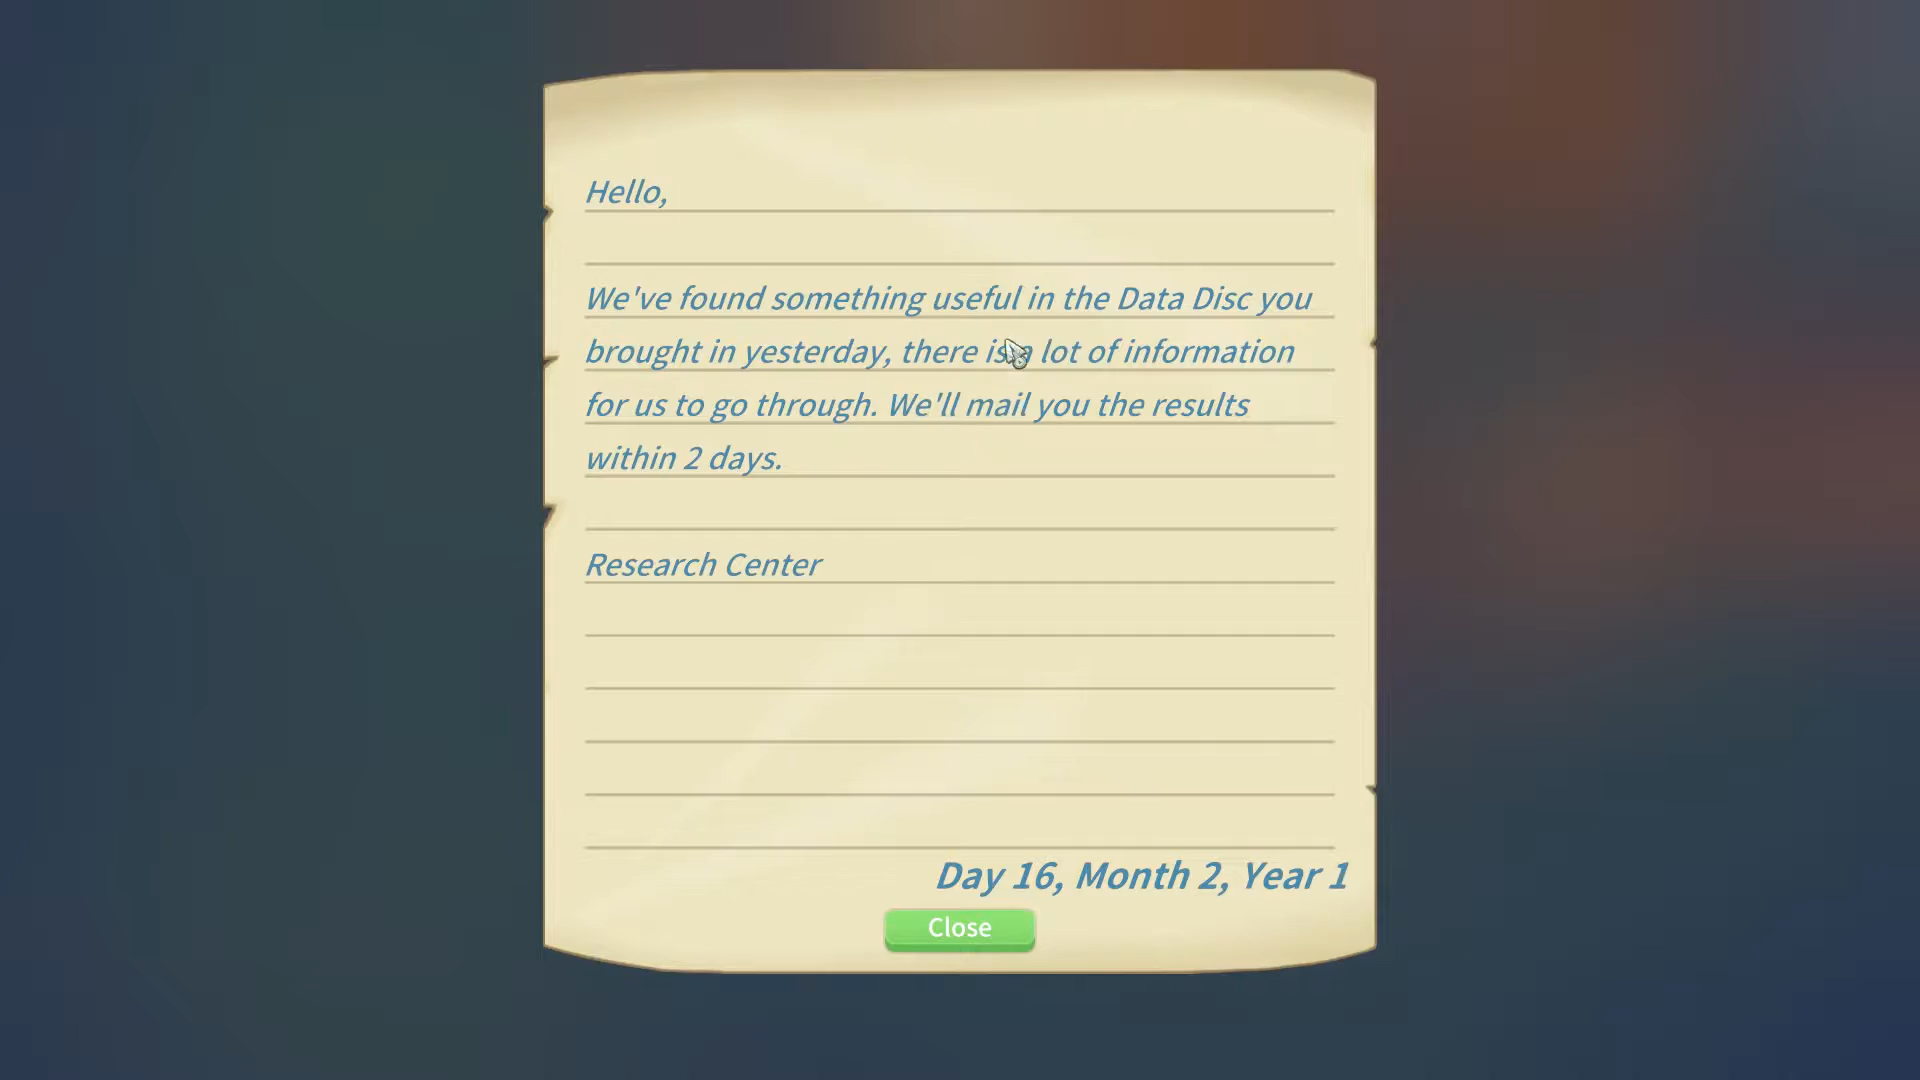 Hello,
We've found something useful in the Data Disc you
brought in yesterday, there is a lot of information
for us to go through. We'll mail you the results
within 2 days.
Research Center
Day 16, Month 2, Year 1
Close